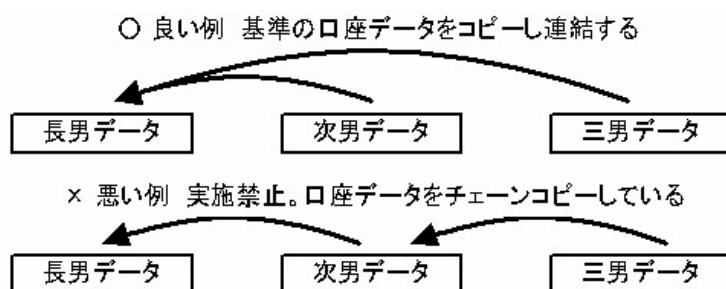 ○ 良い例 基準の口座データをコピーし連結する
長男データ 次男データ 三男データ
× 悪い例 実施禁止。口座データをチェーンコピーしている
長男データ 次男データ 三男データ